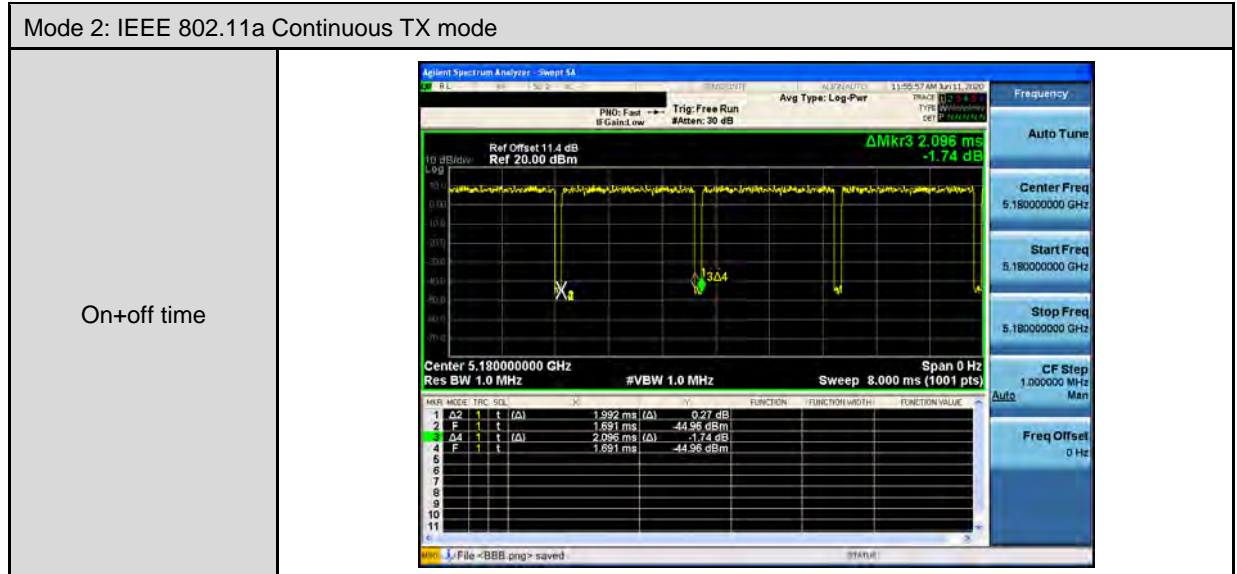 Mode 2: IEEE 802.11a Continuous TX mode
On+off time
Agilent Spectrum Analyzer - Swept SA
RL
Avg Type: Log-Pwr
11:55:57 AM Jun 11, 2020
TRACE
TYPE
DET
PNO: Fast
IFGain:Low
Trig: Free Run
#Atten: 30 dB
Frequency
Auto Tune
Center Freq
5.180000000 GHz
Start Freq
5.180000000 GHz
Stop Freq
5.180000000 GHz
CF Step
1.000000 MHz
Auto Man
Freq Offset
0 Hz
ΔMkr3 2.096 ms
-1.74 dB
10 dB/div
Log
Ref Offset 11.4 dB
Ref 20.00 dBm
3Δ4
Center 5.180000000 GHz
Res BW 1.0 MHz
#VBW 1.0 MHz
Span 0 Hz
Sweep 8.000 ms (1001 pts)
MKR MODE TRC SCL X Y FUNCTION FUNCTION WIDTH FUNCTION VALUE
1 Δ2 1 t (Δ) 1.992 ms (Δ) 0.27 dB
2 F 1 t 1.691 ms -44.96 dBm
3 Δ4 1 t (Δ) 2.096 ms (Δ) -1.74 dB
4 F 1 t 1.691 ms -44.96 dBm
5
6
7
8
9
10
11
MSG File <BBB.png> saved
STATUS